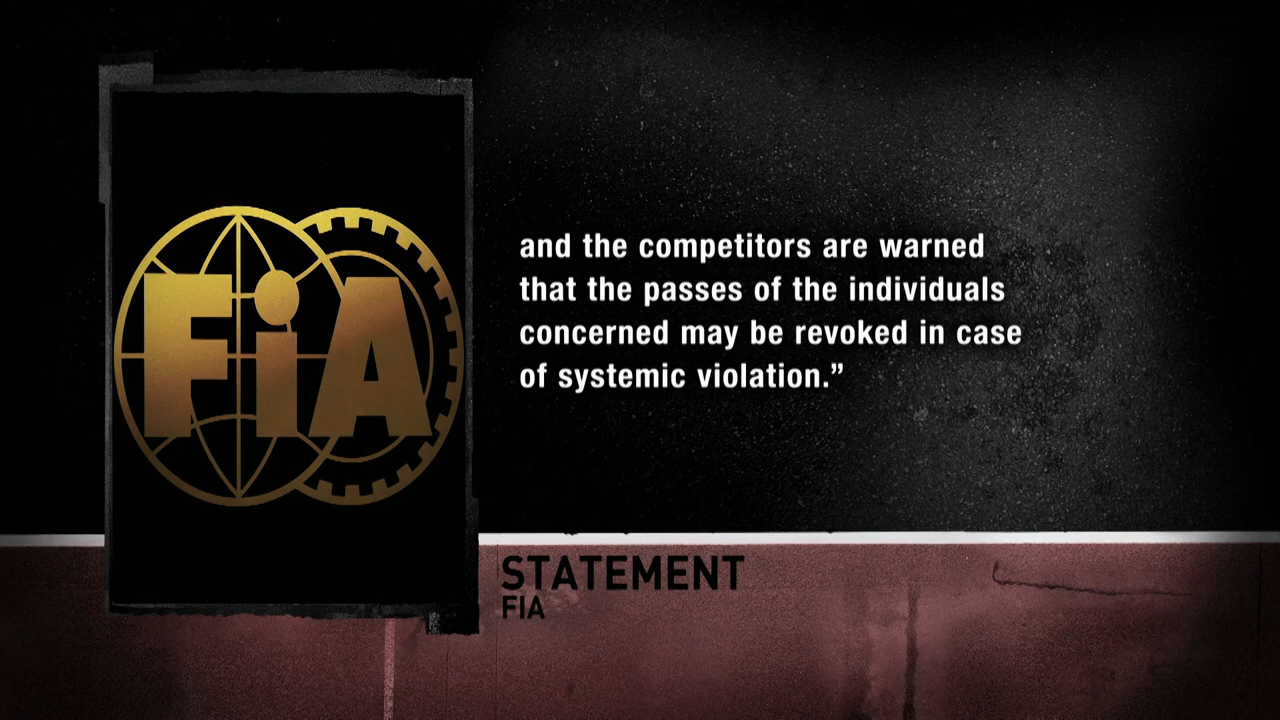 FiA
and the competitors are warned
that the passes of the individuals
concerned may be revoked in case
of systemic violation.”
STATEMENT
FIA